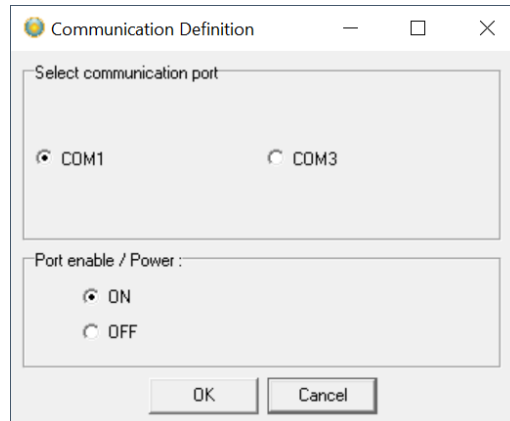 Communication Definition
Select communication port
COM1 COM3
Port enable / Power :
ON
OFF
OK Cancel